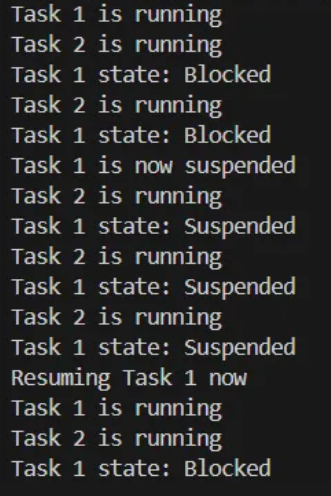 Task 1 is running
Task 2 is running
Task 1 state: Blocked
Task 2 is running
Task 1 state: Blocked
Task 1 is now suspended
Task 2 is running
Task 1 state: Suspended
Task 2 is running
Task 1 state: Suspended
Task 2 is running
Task 1 state: Suspended
Resuming Task 1 now
Task 1 is running
Task 2 is running
Task 1 state: Blocked